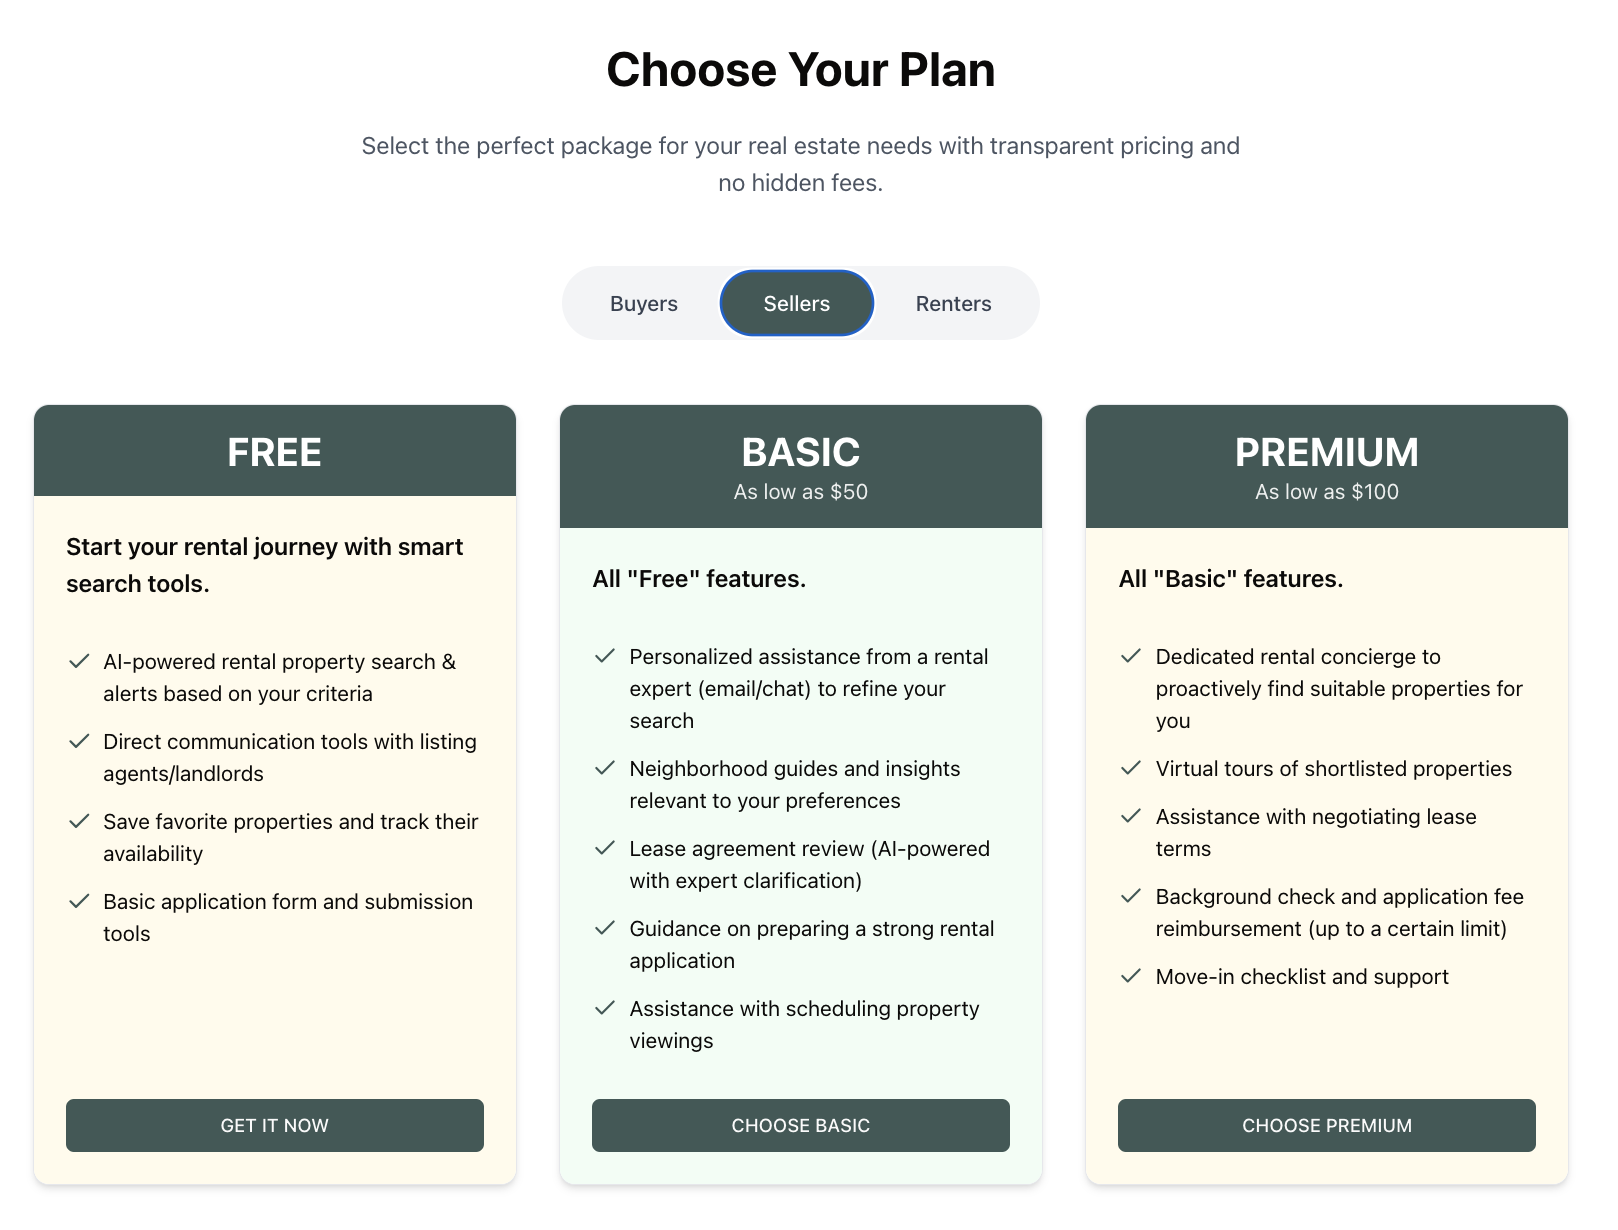 Choose Your Plan
Select the perfect package for your real estate needs with transparent pricing and
no hidden fees.
Buyers
Sellers
Renters
FREE
Start your rental journey with smart
search tools.
AI-powered rental property search &
alerts based on your criteria
Direct communication tools with listing
agents/landlords
Save favorite properties and track their
availability
Basic application form and submission
tools
GET IT NOW
BASIC
As low as $50
All "Free" features.
Personalized assistance from a rental
expert (email/chat) to refine your
search
Neighborhood guides and insights
relevant to your preferences
Lease agreement review (AI-powered
with expert clarification)
Guidance on preparing a strong rental
application
Assistance with scheduling property
viewings
CHOOSE BASIC
PREMIUM
As low as $100
All "Basic" features.
Dedicated rental concierge to
proactively find suitable properties for
you
Virtual tours of shortlisted properties
Assistance with negotiating lease
terms
Background check and application fee
reimbursement (up to a certain limit)
Move-in checklist and support
CHOOSE PREMIUM